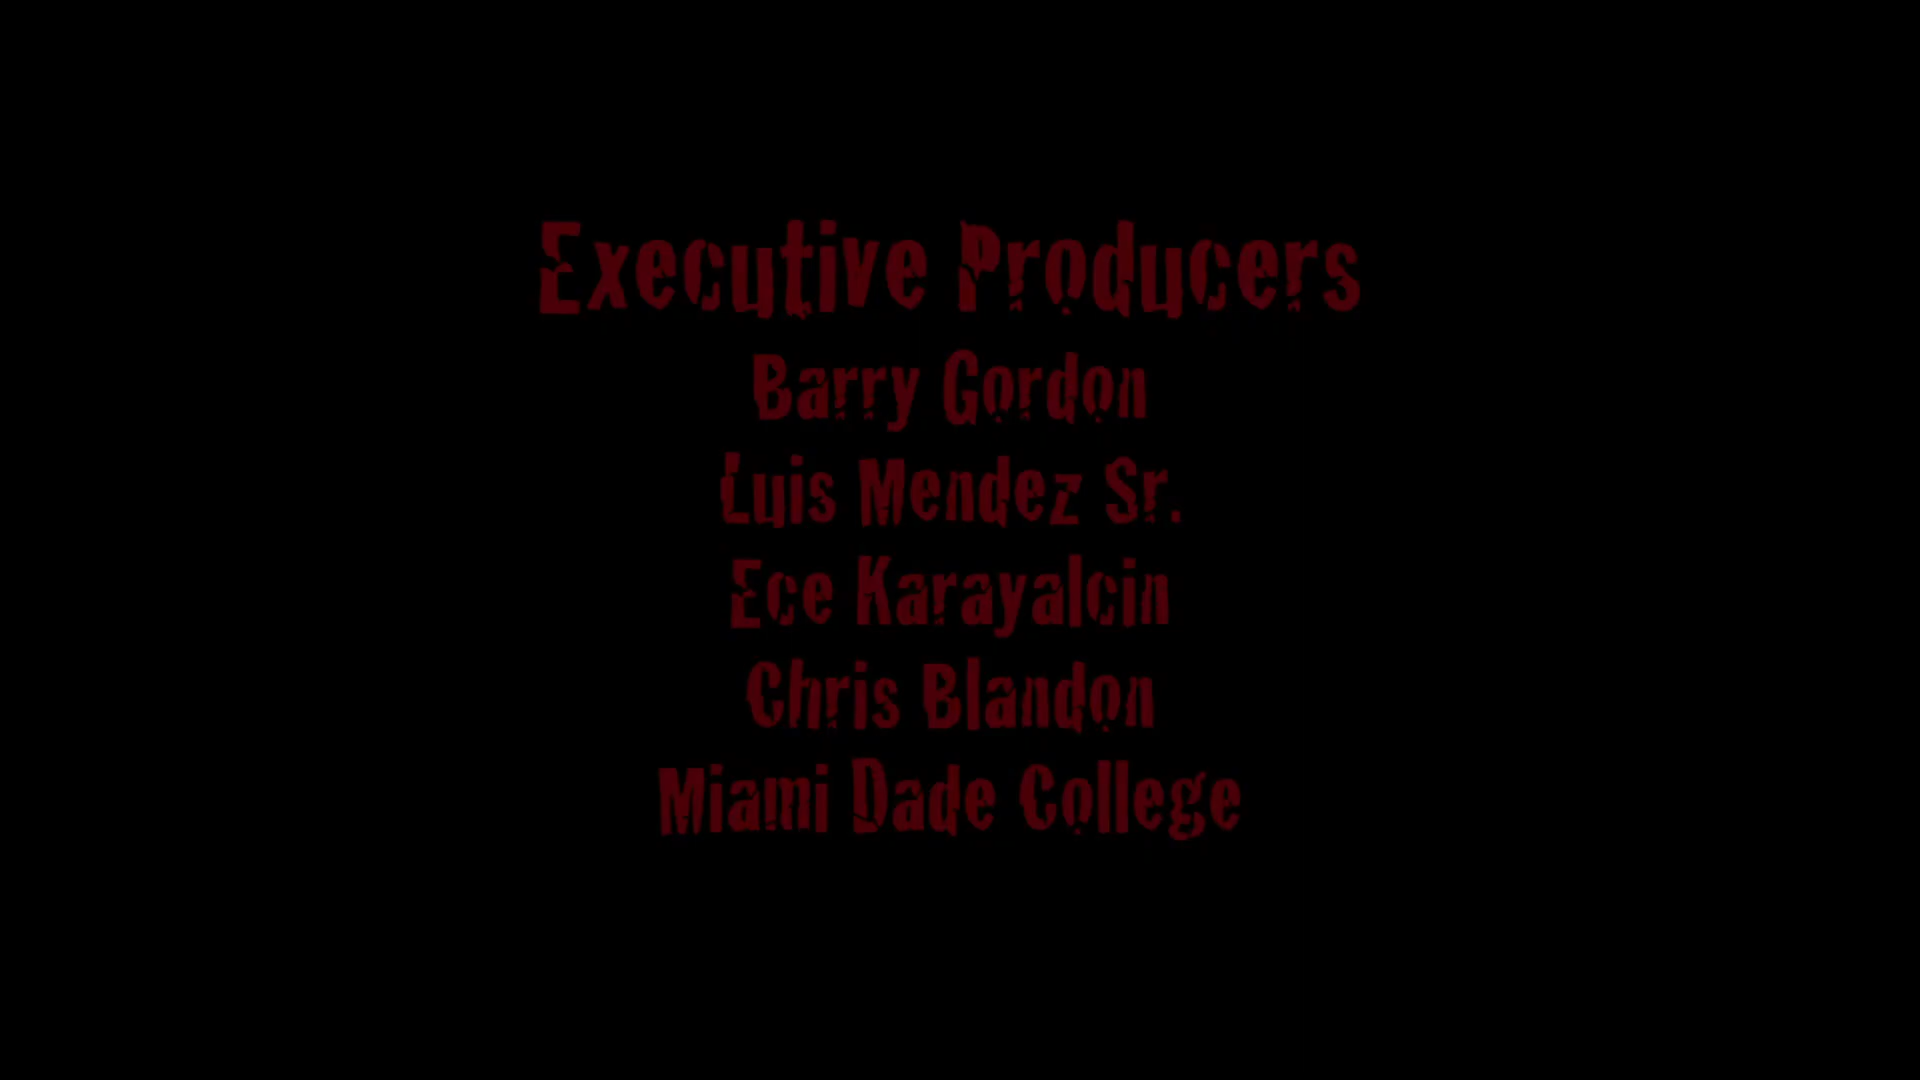 Executive Producers
Barry Gordon
Luis Mendez Sr.
Ece Karayalcin
Chris Blandon
Miami Dade College